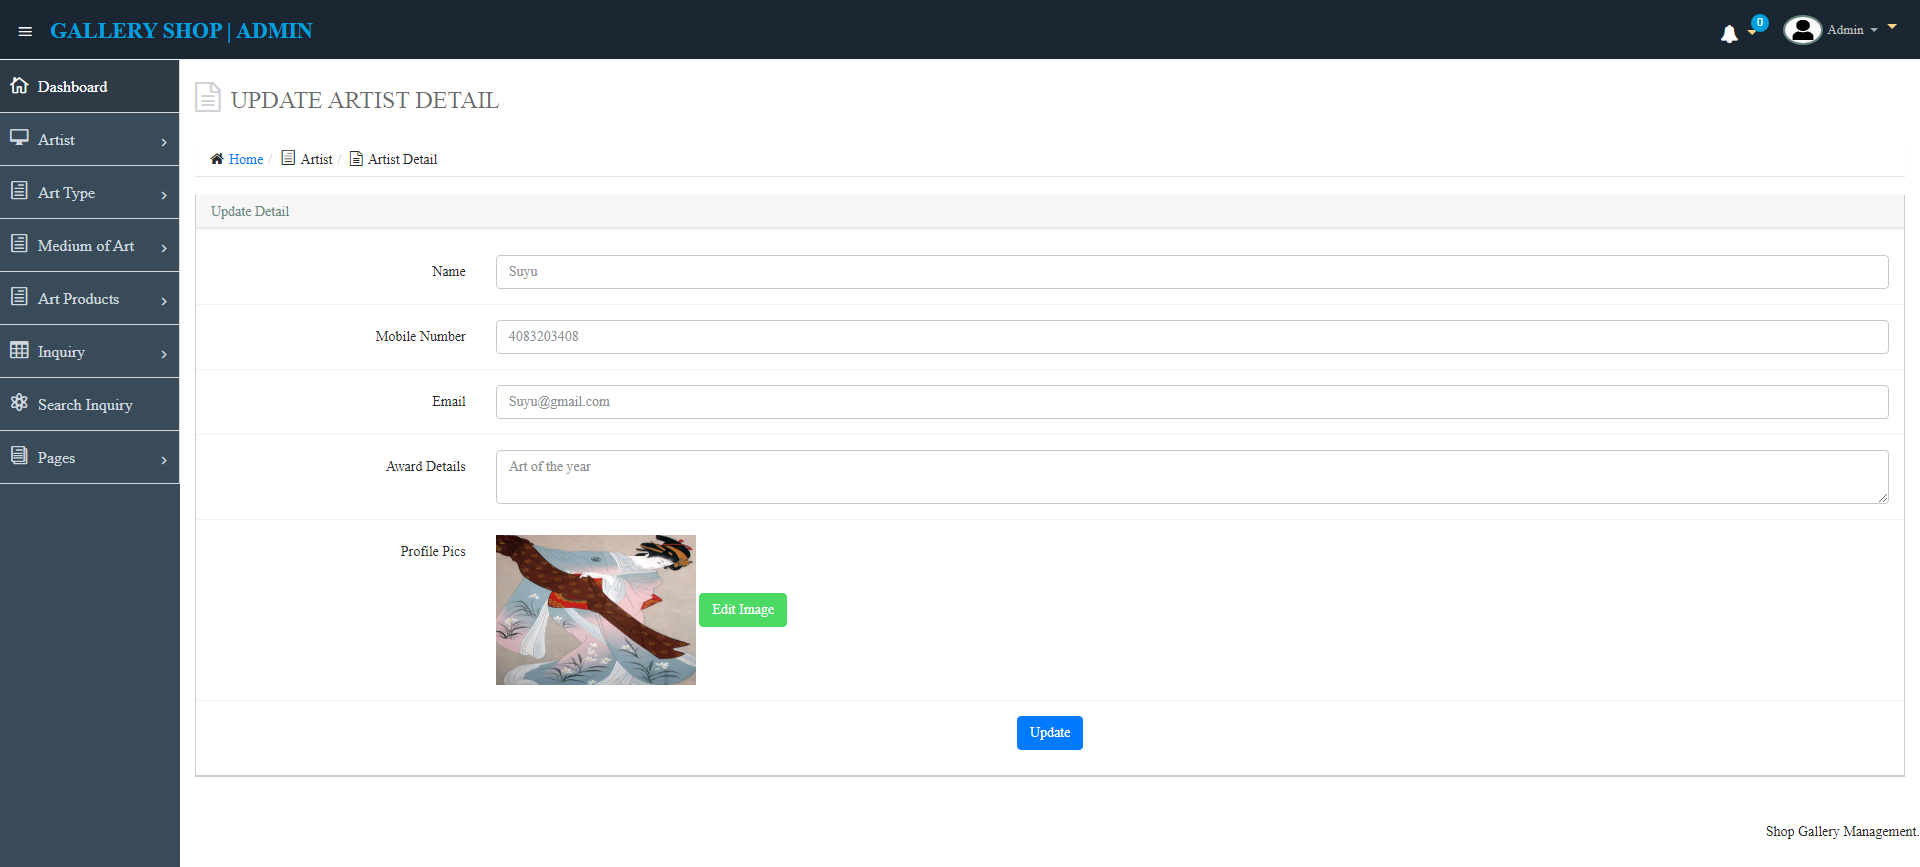 GALLERY SHOP | ADMIN
0
Admin
Dashboard
Artist
Art Type
Medium of Art
Art Products
Inquiry
Search Inquiry
Pages
UPDATE ARTIST DETAIL
Home / Artist / Artist Detail
Update Detail
Name
Suyu
Mobile Number
4083203408
Email
Suyu@gmail.com
Award Details
Art of the year
Profile Pics
Edit Image
Update
Shop Gallery Management.